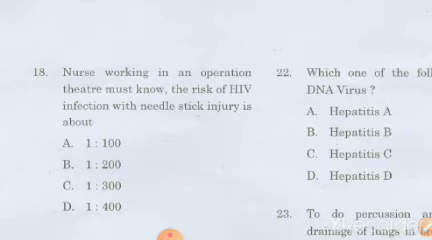 18. Nurse working in an operation
theatre must know, the risk of HIV
infection with needle stick injury is
about
A. 1 : 100
B. 1 : 200
C. 1 : 300
D. 1 : 400
22. Which one of the foll
DNA Virus ?
A. Hepatitis A
B. Hepatitis B
C. Hepatitis C
D. Hepatitis D
23. To do percussion
drainage of lungs in